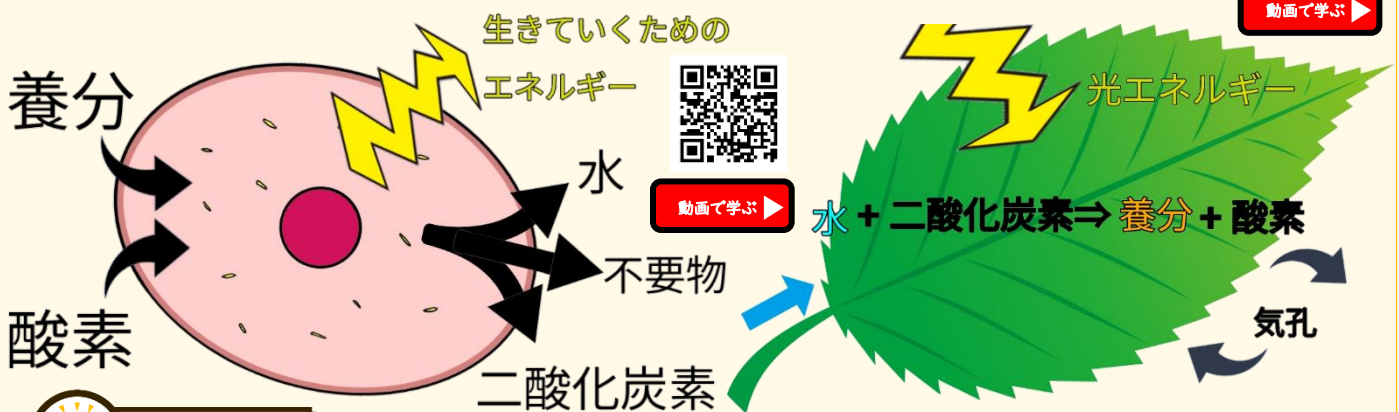 養分
酸素
生きていくための
エネルギー
水
不要物
二酸化炭素
動画で学ぶ
動画で学ぶ
光エネルギー
水 + 二酸化炭素⇒ 養分 + 酸素
気孔